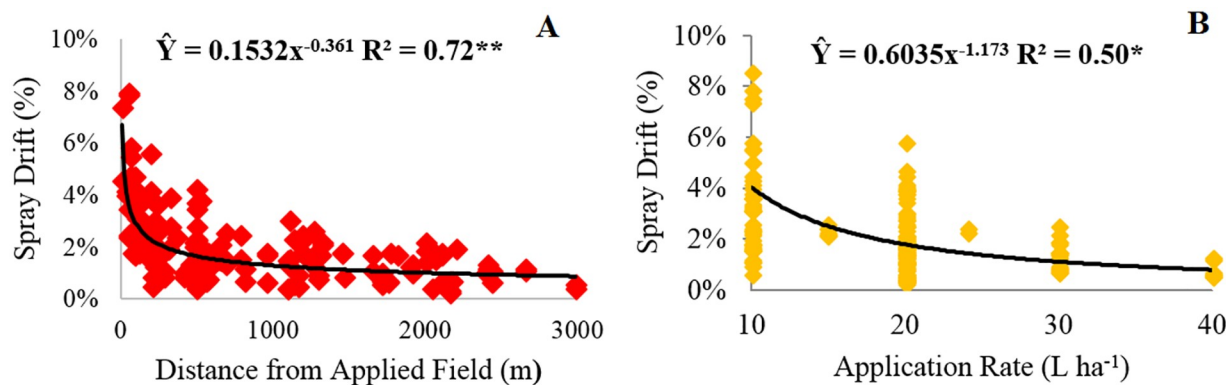 A
Ŷ = 0.1532x⁻⁰·³⁶¹ R² = 0.72**
Spray Drift (%)
10%
8%
6%
4%
2%
0%
0
1000
2000
3000
Distance from Applied Field (m)
B
Ŷ = 0.6035x⁻¹·¹⁷³ R² = 0.50*
Spray Drift (%)
10%
8%
6%
4%
2%
0%
10
20
30
40
Application Rate (L ha⁻¹)